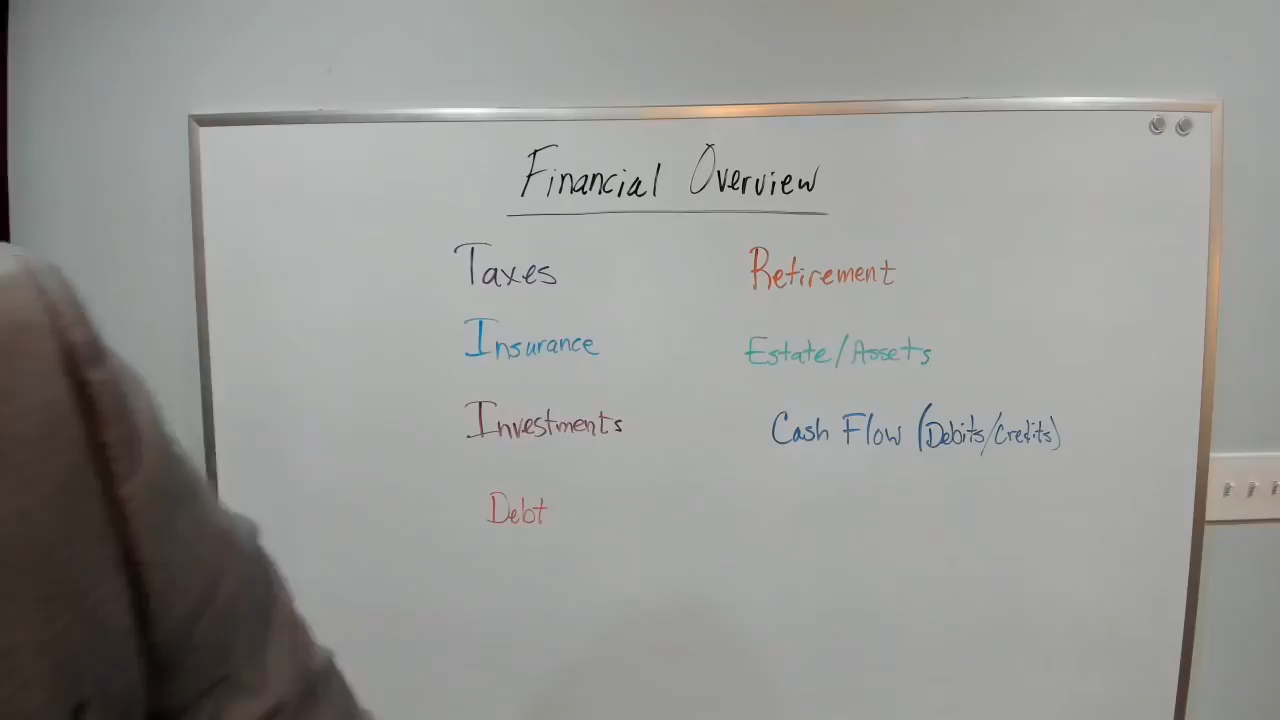 Financial Overview
Taxes
Insurance
Investments
Debt
Retirement
Estate/Assets
Cash Flow (Debits/Credits)